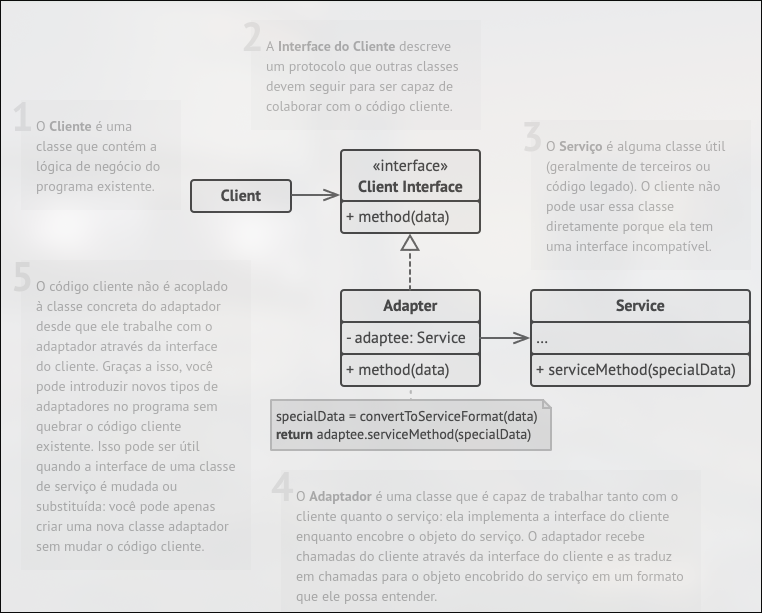 2
A Interface do Cliente descreve
um protocolo que outras classes
devem seguir para ser capaz de
colaborar com o código cliente.
1
O Cliente é uma
classe que contém a
lógica de negócio do
programa existente.
3
O Serviço é alguma classe útil
(geralmente de terceiros ou
código legado). O cliente não
pode usar essa classe
diretamente porque ela tem
uma interface incompatível.
Client
«interface»
Client Interface
+ method(data)
5
O código cliente não é acoplado
à classe concreta do adaptador
desde que ele trabalhe com o
adaptador através da interface
do cliente. Graças a isso, você
pode introduzir novos tipos de
adaptadores no programa sem
quebrar o código cliente
existente. Isso pode ser útil
quando a interface de uma classe
de serviço é mudada ou
substituída: você pode apenas
criar uma nova classe adaptador
sem mudar o código cliente.
Adapter
- adaptee: Service
+ method(data)
Service
...
+ serviceMethod(specialData)
specialData = convertToServiceFormat(data)
return adaptee.serviceMethod(specialData)
4
O Adaptador é uma classe que é capaz de trabalhar tanto com o
cliente quanto o serviço: ela implementa a interface do cliente
enquanto encobre o objeto do serviço. O adaptador recebe
chamadas do cliente através da interface do cliente e as traduz
em chamadas para o objeto encobrido do serviço em um formato
que ele possa entender.